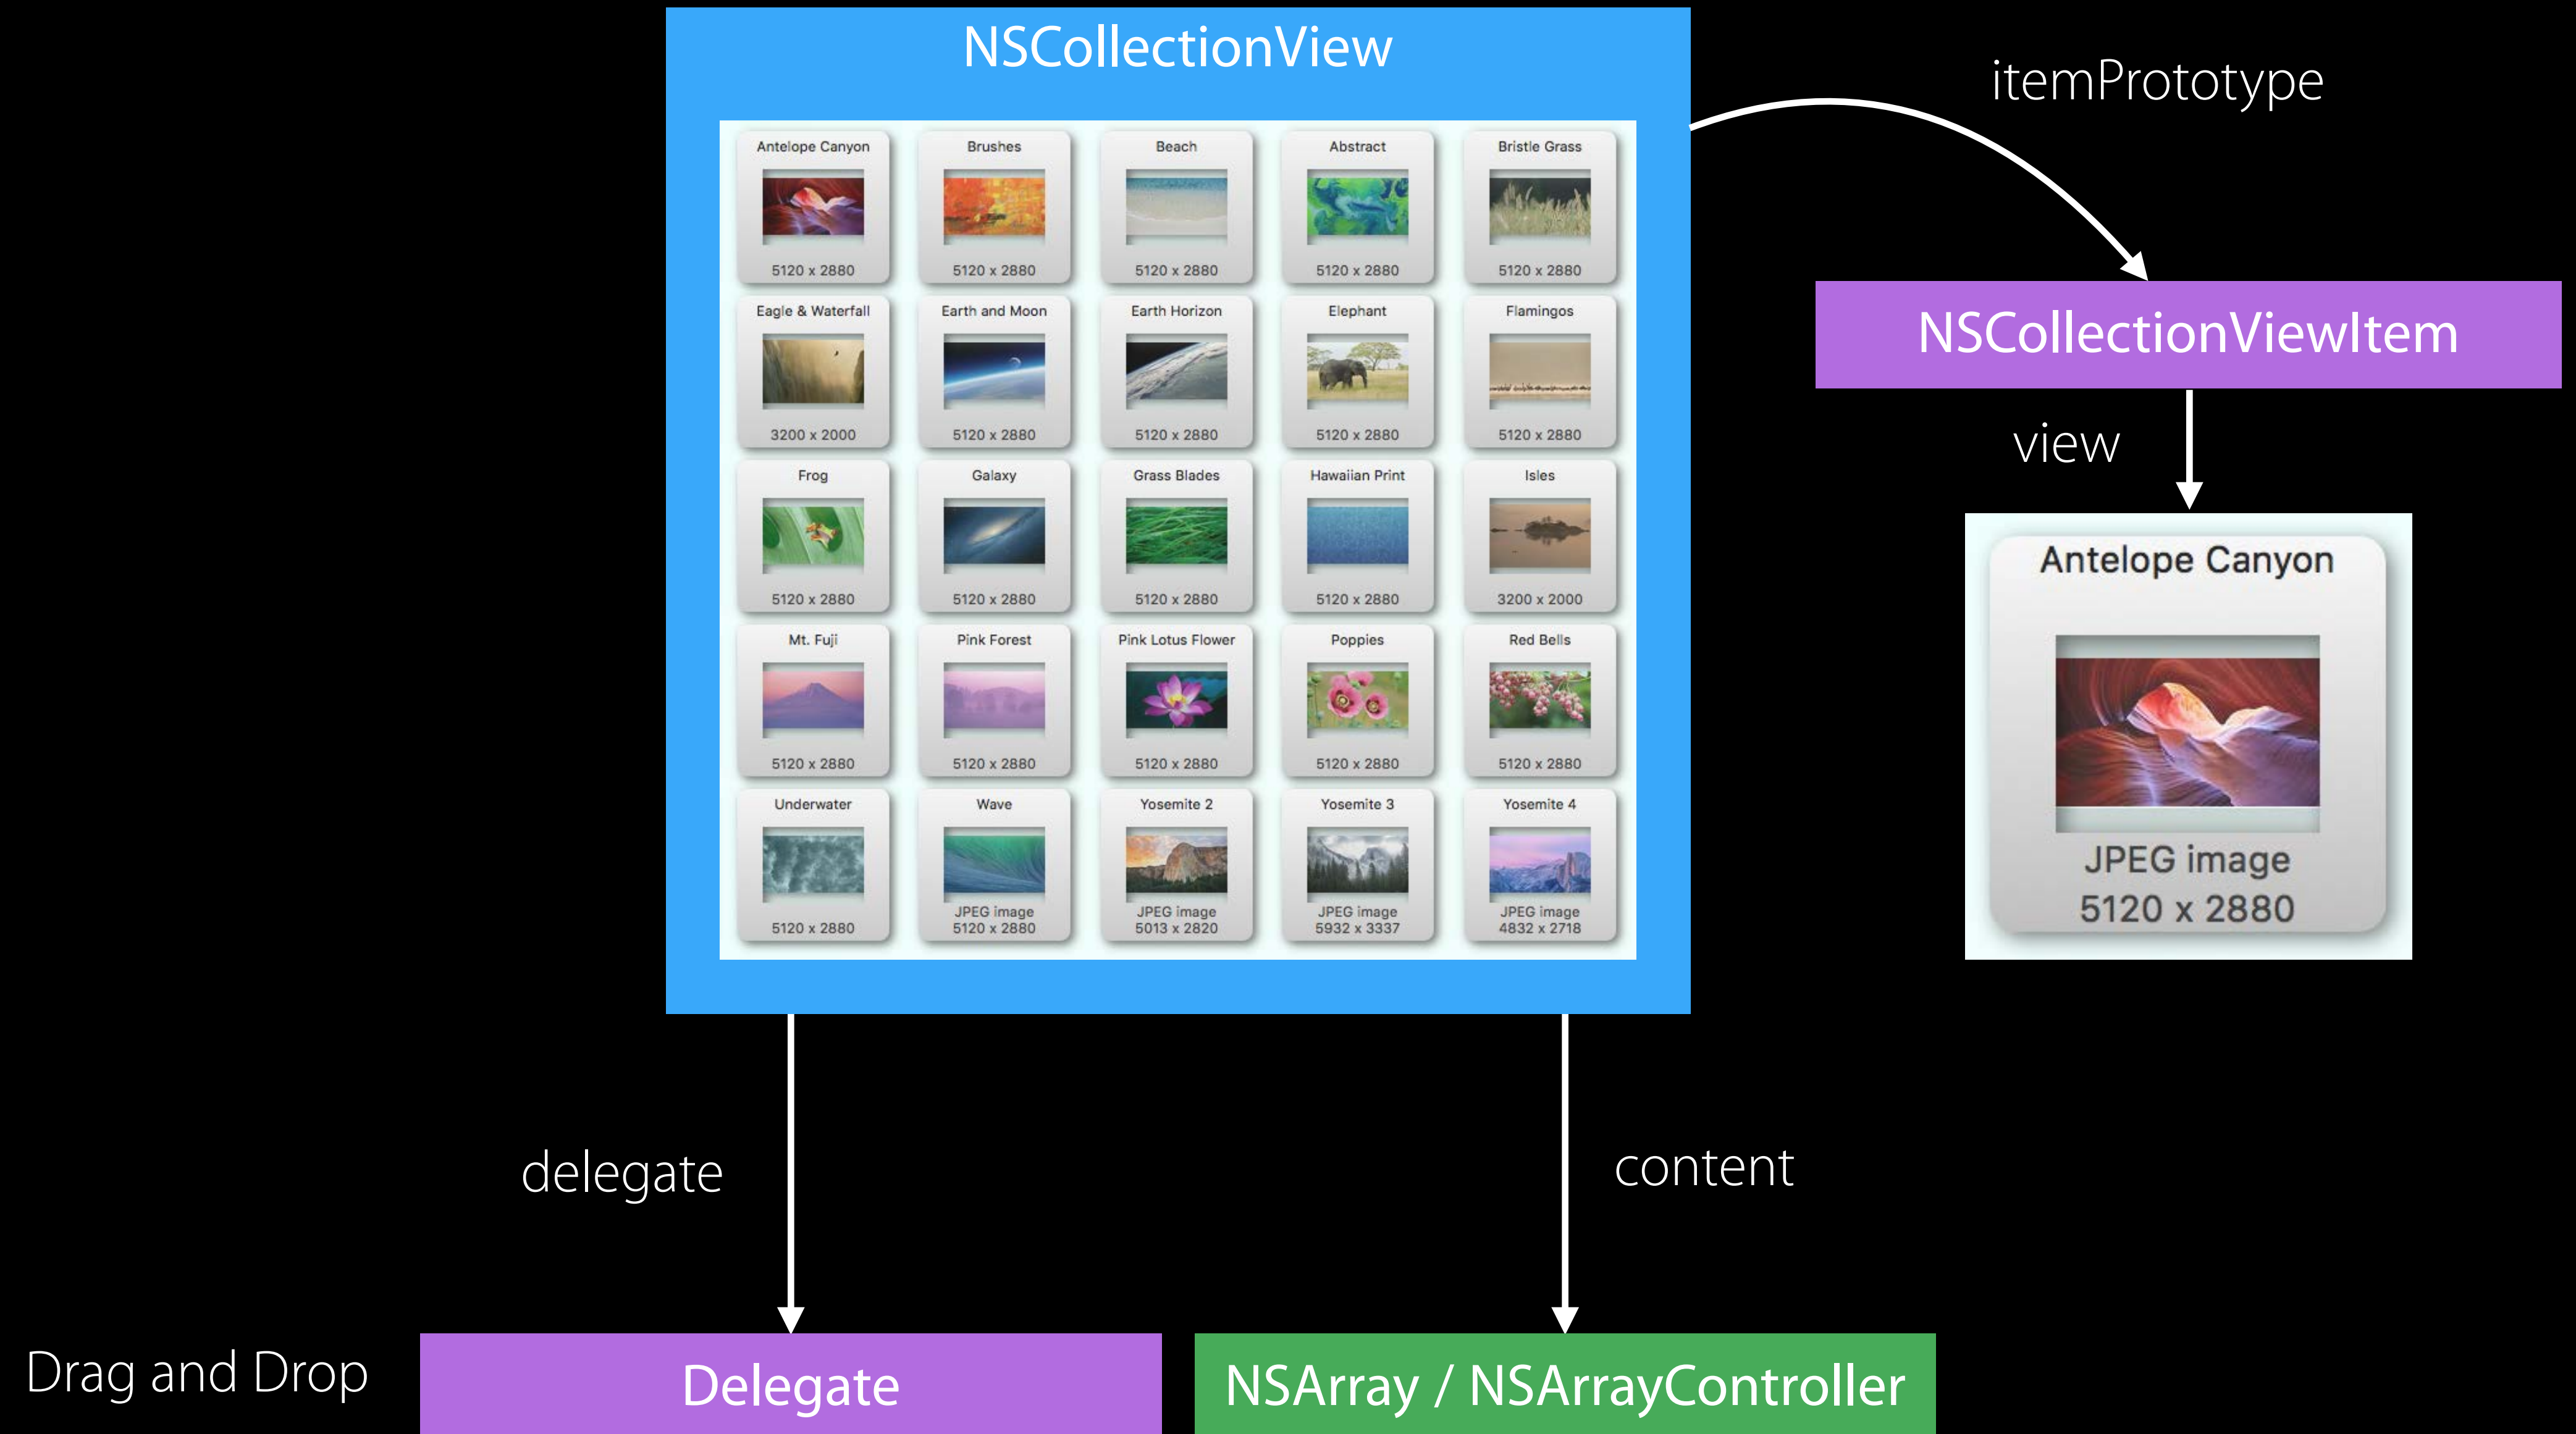 NSCollectionView
itemPrototype
Antelope Canyon
5120 x 2880
Brushes
5120 x 2880
Beach
5120 x 2880
Abstract
5120 x 2880
Bristle Grass
5120 x 2880
Eagle & Waterfall
3200 x 2000
Earth and Moon
5120 x 2880
Earth Horizon
5120 x 2880
Elephant
5120 x 2880
Flamingos
5120 x 2880
Frog
5120 x 2880
Galaxy
5120 x 2880
Grass Blades
5120 x 2880
Hawaiian Print
5120 x 2880
Isles
3200 x 2000
Mt. Fuji
5120 x 2880
Pink Forest
5120 x 2880
Pink Lotus Flower
5120 x 2880
Poppies
5120 x 2880
Red Bells
5120 x 2880
Underwater
5120 x 2880
Wave
JPEG image
5120 x 2880
Yosemite 2
JPEG image
5013 x 2820
Yosemite 3
JPEG image
5932 x 3337
Yosemite 4
JPEG image
4832 x 2718
NSCollectionViewItem
view
Antelope Canyon
JPEG image
5120 x 2880
delegate
content
Drag and Drop
Delegate
NSArray / NSArrayController